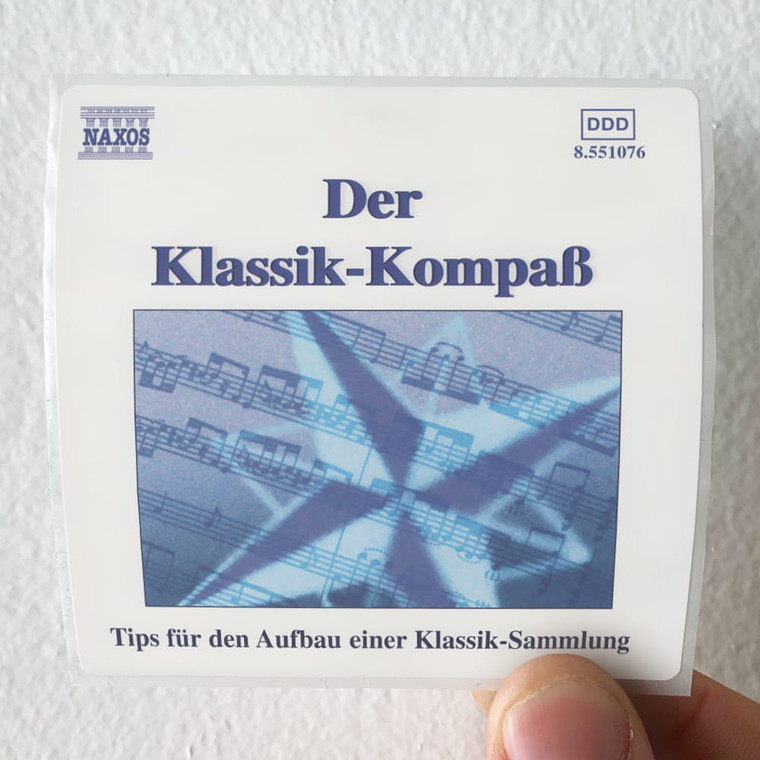 NAXOS
DDD
8.551076
Der
Klassik-Kompaß
Tips für den Aufbau einer Klassik-Sammlung